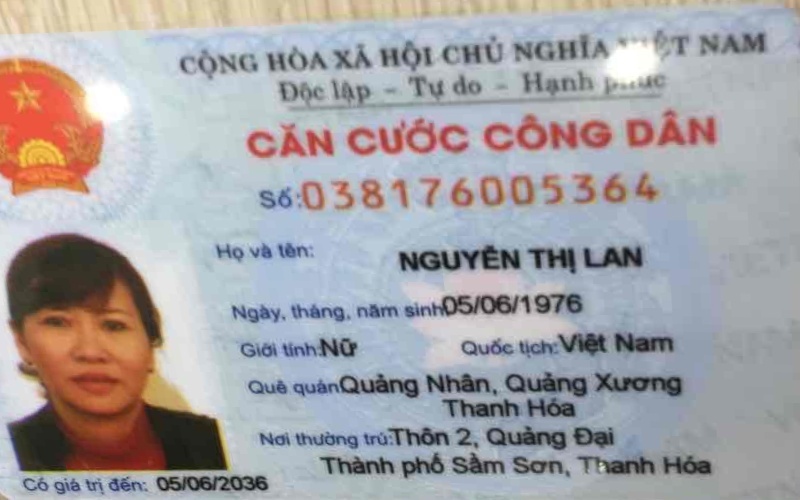 CỘNG HÒA XÃ HỘI CHỦ NGHĨA VIỆT NAM
Độc lập - Tự do - Hạnh phúc
CĂN CƯỚC CÔNG DÂN
Số: 038176005364
Họ và tên: NGUYỄN THỊ LAN
Ngày, tháng, năm sinh: 05/06/1976
Giới tính: Nữ Quốc tịch: Việt Nam
Quê quán: Quảng Nhân, Quảng Xương
Thanh Hóa
Nơi thường trú: Thôn 2, Quảng Đại
Thành phố Sầm Sơn, Thanh Hóa
Có giá trị đến: 05/06/2036